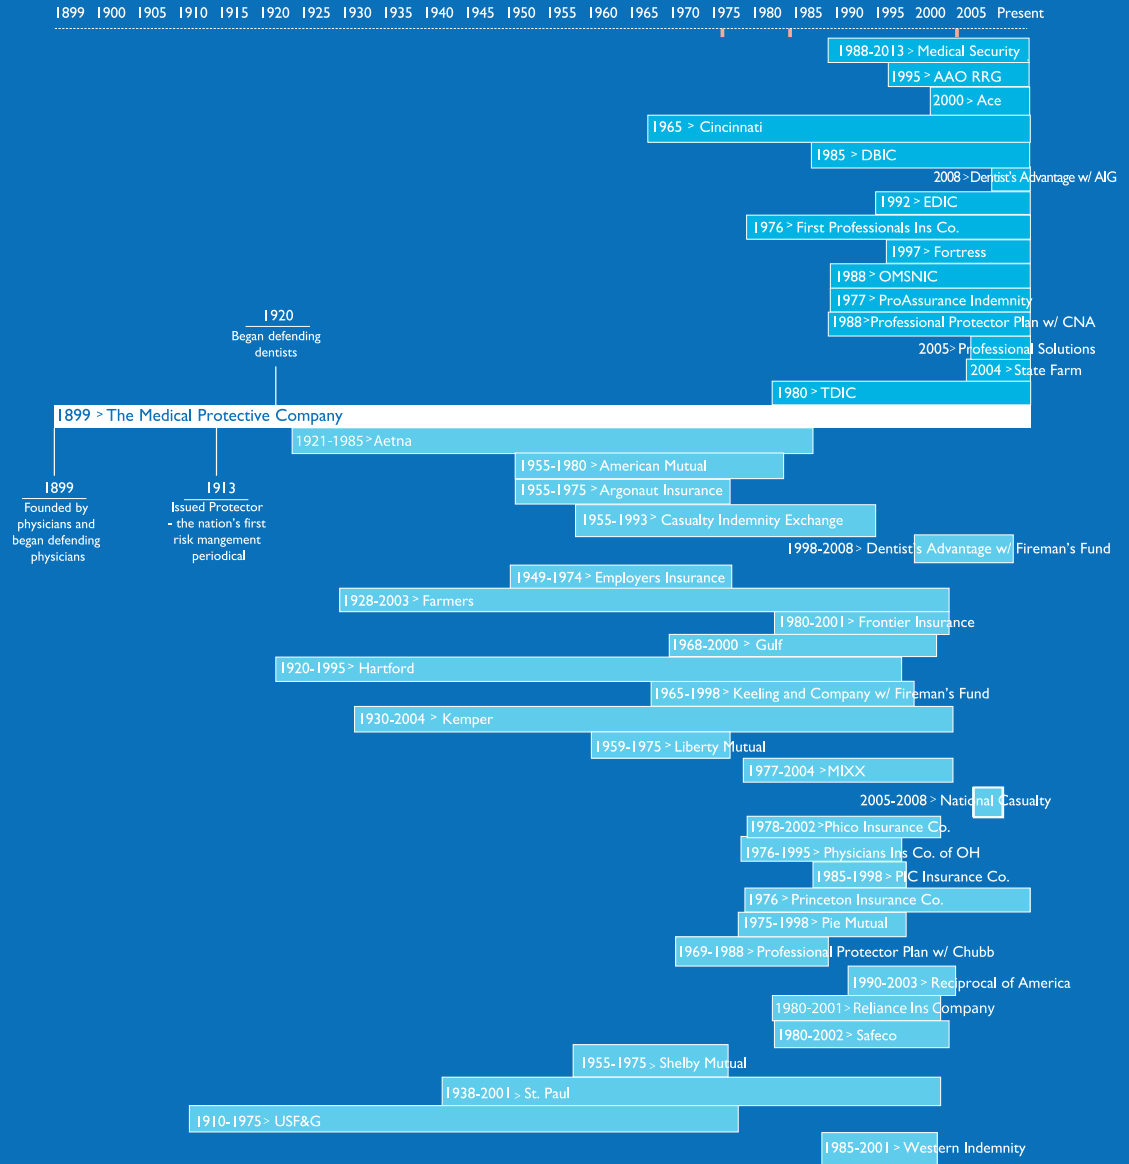 1899 1900 1905 1910 1915 1920 1925 1930 1935 1940 1945 1950 1955 1960 1965 1970 1975 1980 1985 1990 1995 2000 2005 Present
1988-2013 > Medical Security
1995 > AAO RRG
2000 > Ace
1965 > Cincinnati
1985 > DBIC
2008 > Dentist's Advantage w/ AIG
1992 > EDIC
1976 > First Professionals Ins Co.
1997 > Fortress
1988 > OMSNIC
1977 > ProAssurance Indemnity
1988 > Professional Protector Plan w/ CNA
2005 > Professional Solutions
2004 > State Farm
1980 > TDIC
1920
Began defending
dentists
1899 > The Medical Protective Company
1899
Founded by
physicians and
began defending
physicians
1913
Issued Protector
- the nation's first
risk mangement
periodical
1921-1985 > Aetna
1955-1980 > American Mutual
1955-1975 > Argonaut Insurance
1955-1993 > Casualty Indemnity Exchange
1998-2008 > Dentist's Advantage w/ Fireman's Fund
1949-1974 > Employers Insurance
1928-2003 > Farmers
1980-2001 > Frontier Insurance
1968-2000 > Gulf
1920-1995 > Hartford
1965-1998 > Keeling and Company w/ Fireman's Fund
1930-2004 > Kemper
1959-1975 > Liberty Mutual
1977-2004 > MIXX
2005-2008 > National Casualty
1978-2002 > Phico Insurance Co.
1976-1995 > Physicians Ins Co. of OH
1985-1998 > PIC Insurance Co.
1976 > Princeton Insurance Co.
1975-1998 > Pie Mutual
1969-1988 > Professional Protector Plan w/ Chubb
1990-2003 > Reciprocal of America
1980-2001 > Reliance Ins Company
1980-2002 > Safeco
1955-1975 > Shelby Mutual
1938-2001 > St. Paul
1910-1975 > USF&G
1985-2001 > Western Indemnity